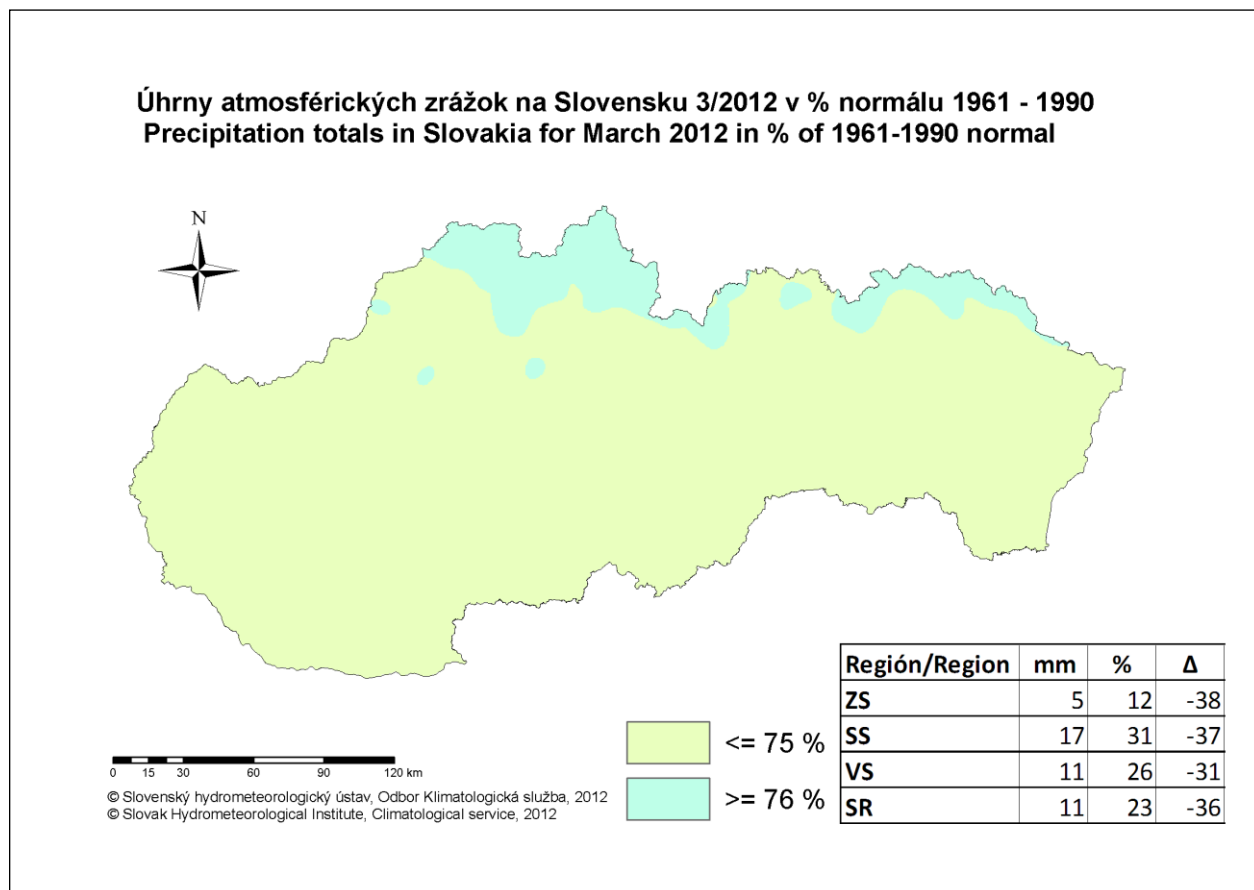 Úhrny atmosférických zrážok na Slovensku 3/2012 v % normálu 1961 - 1990
Precipitation totals in Slovakia for March 2012 in % of 1961-1990 normal
N
Región/Region mm % Δ
ZS 5 12 -38
SS 17 31 -37
VS 11 26 -31
SR 11 23 -36
<= 75 %
>= 76 %
0 15 30 60 90 120 km
© Slovenský hydrometeorologický ústav, Odbor Klimatologická služba, 2012
© Slovak Hydrometeorological Institute, Climatological service, 2012